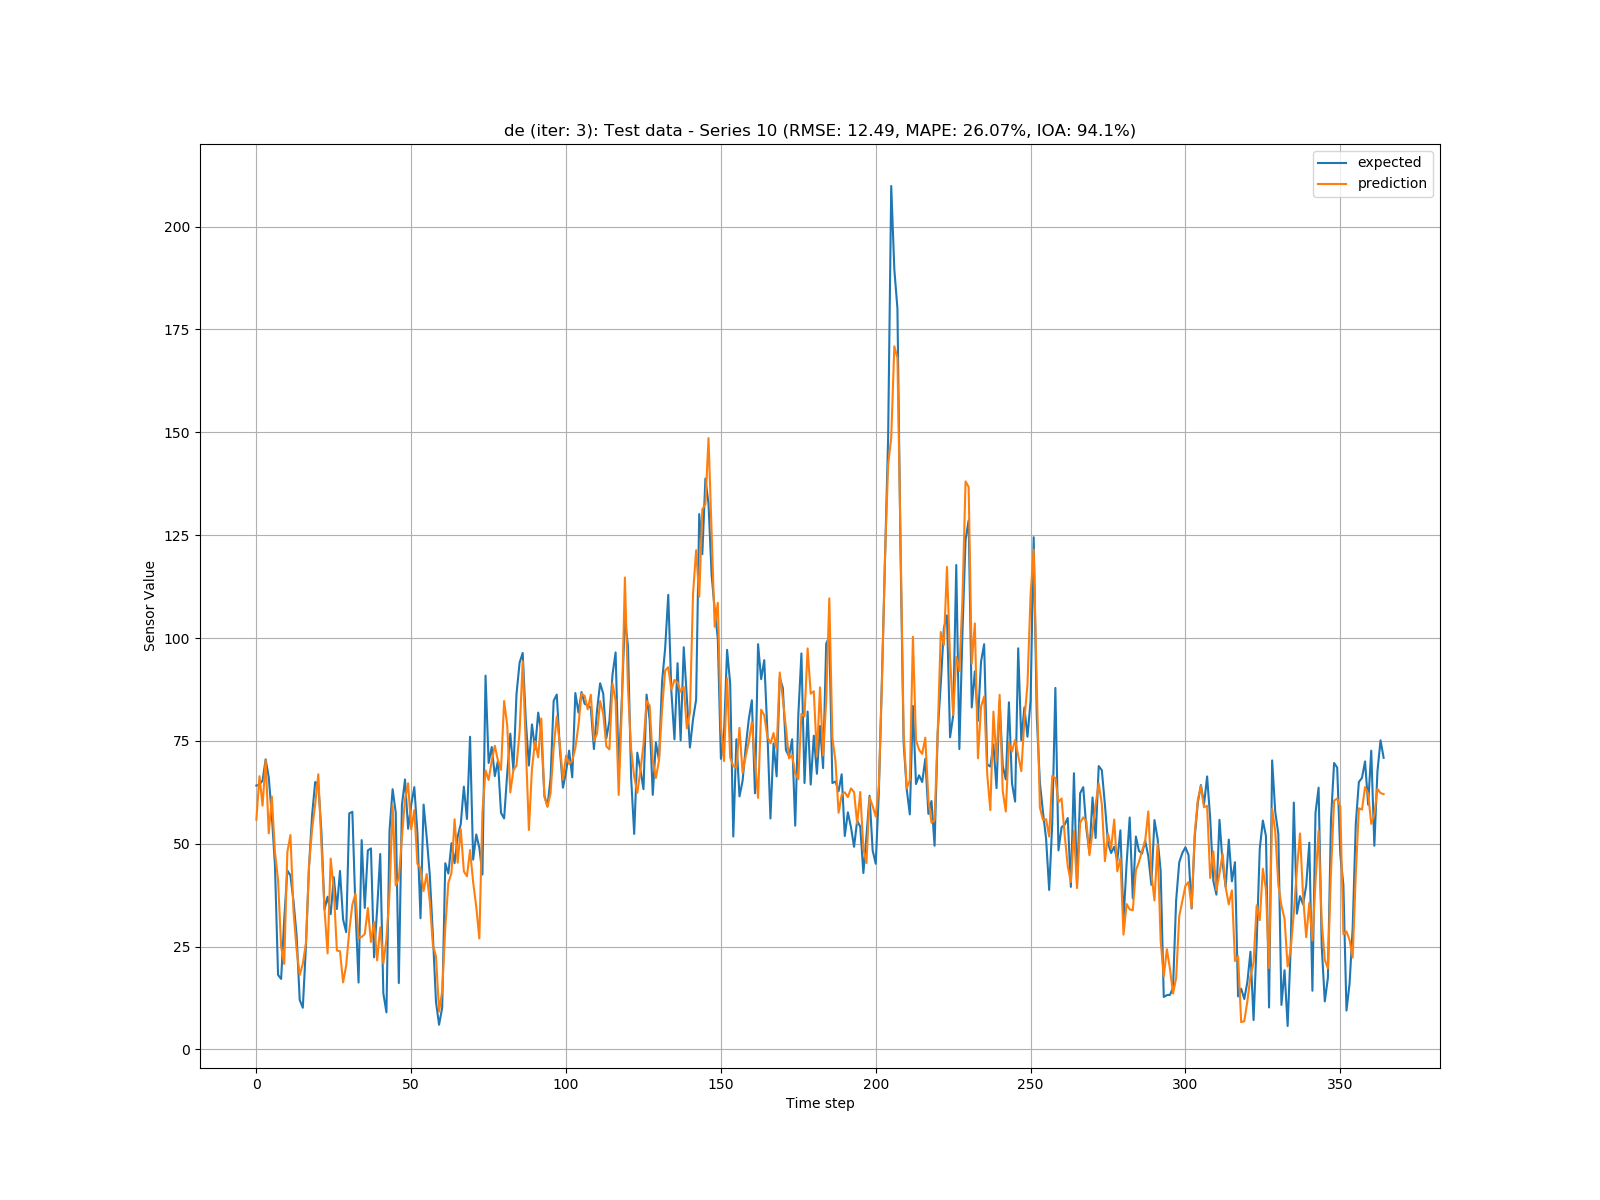 de (iter: 3): Test data - Series 10 (RMSE: 12.49, MAPE: 26.07%, IOA: 94.1%)
expected
prediction
200
175
150
125
100
75
50
25
0
Sensor Value
0 50 100 150 200 250 300 350
Time step